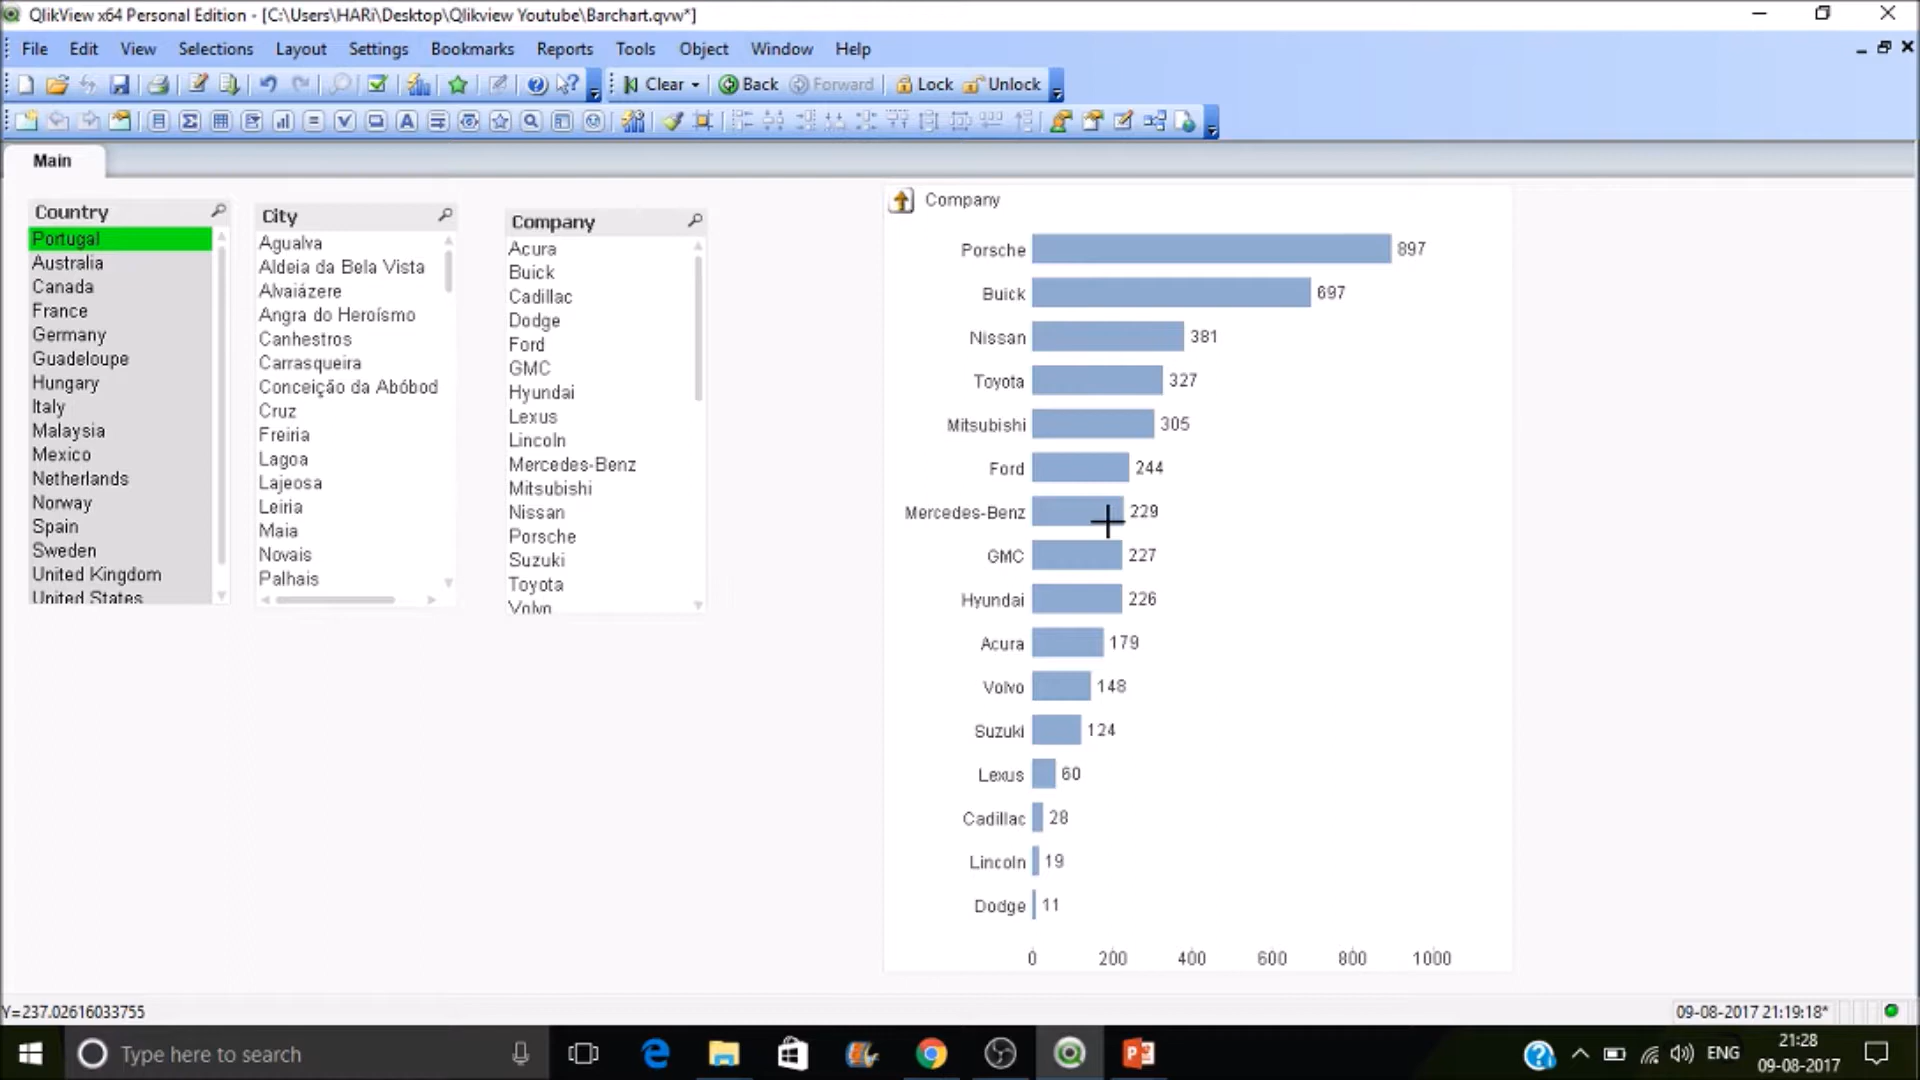 QlikView x64 Personal Edition - [C:\Users\HARi\Desktop\Qlikview Youtube\Barchart.qvw*]
File Edit View Selections Layout Settings Bookmarks Reports Tools Object Window Help
Clear Back Forward Lock Unlock
Main
Country
Portugal
Australia
Canada
France
Germany
Guadeloupe
Hungary
Italy
Malaysia
Mexico
Netherlands
Norway
Spain
Sweden
United Kingdom
United States
City
Agualva
Aldeia da Bela Vista
Alvaiázere
Angra do Heroísmo
Canhestros
Carrasqueira
Conceição da Abóbod
Cruz
Freiria
Lagoa
Lajeosa
Leiria
Maia
Novais
Palhais
Company
Acura
Buick
Cadillac
Dodge
Ford
GMC
Hyundai
Lexus
Lincoln
Mercedes-Benz
Mitsubishi
Nissan
Porsche
Suzuki
Toyota
Volvo
Company
Porsche 897
Buick 697
Nissan 381
Toyota 327
Mitsubishi 305
Ford 244
Mercedes-Benz 229
GMC 227
Hyundai 226
Acura 179
Volvo 148
Suzuki 124
Lexus 60
Cadillac 28
Lincoln 19
Dodge 11
0 200 400 600 800 1000
Y=237.02616033755
09-08-2017 21:19:18*
Type here to search
ENG
21:28
09-08-2017